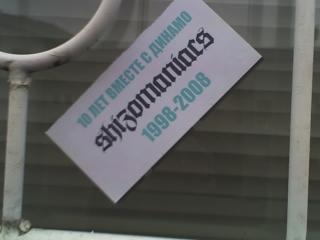 10 ЛЕТ ВМЕСТЕ С ДИНАМО
shizomaniacs
1998-2008